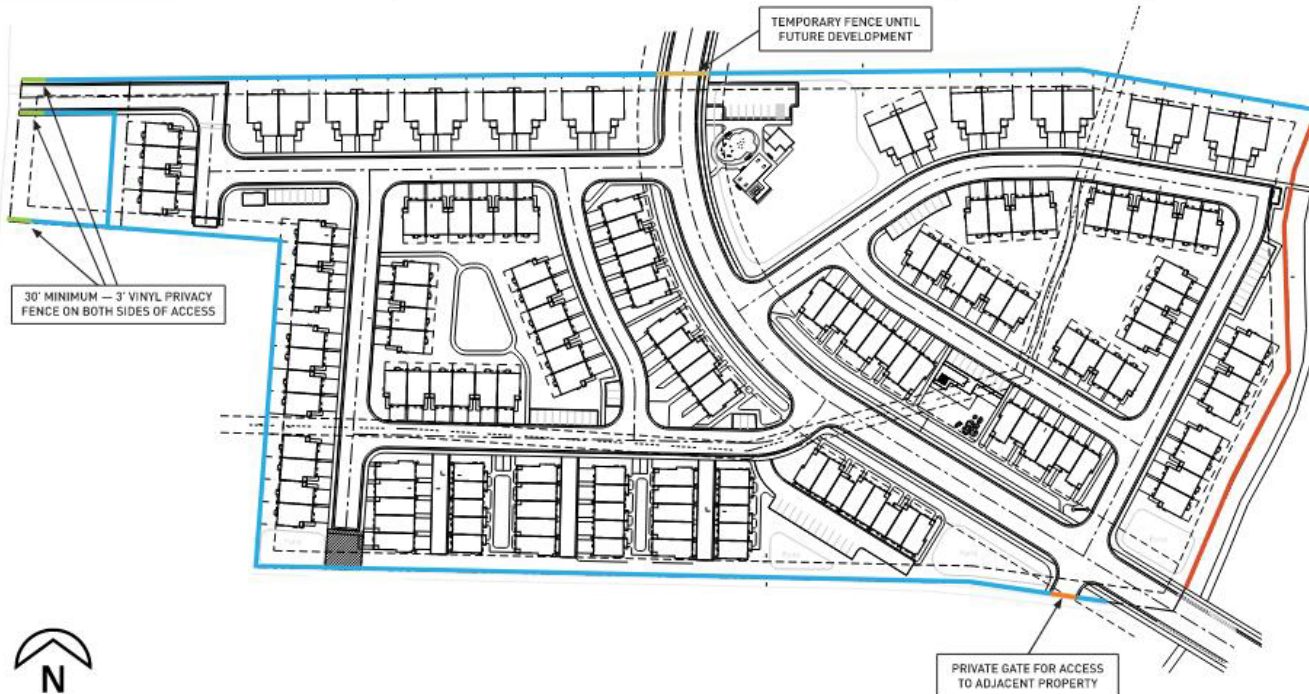 TEMPORARY FENCE UNTIL
FUTURE DEVELOPMENT
30' MINIMUM — 3' VINYL PRIVACY
FENCE ON BOTH SIDES OF ACCESS
PRIVATE GATE FOR ACCESS
TO ADJACENT PROPERTY
N